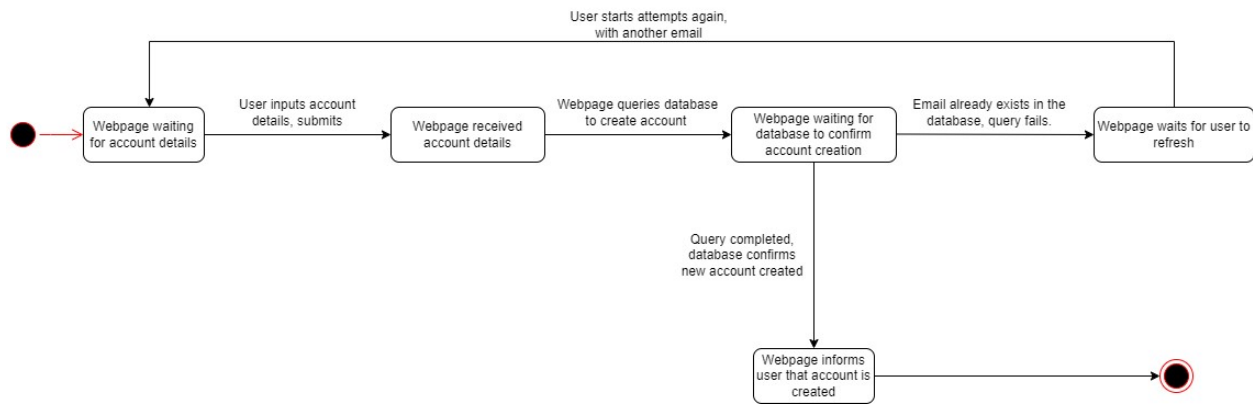 User starts attempts again,
with another email
Webpage waiting
for account details
User inputs account
details, submits
Webpage received
account details
Webpage queries database
to create account
Webpage waiting for
database to confirm
account creation
Email already exists in the
database, query fails.
Webpage waits for user to
refresh
Query completed,
database confirms
new account created
Webpage informs
user that account is
created